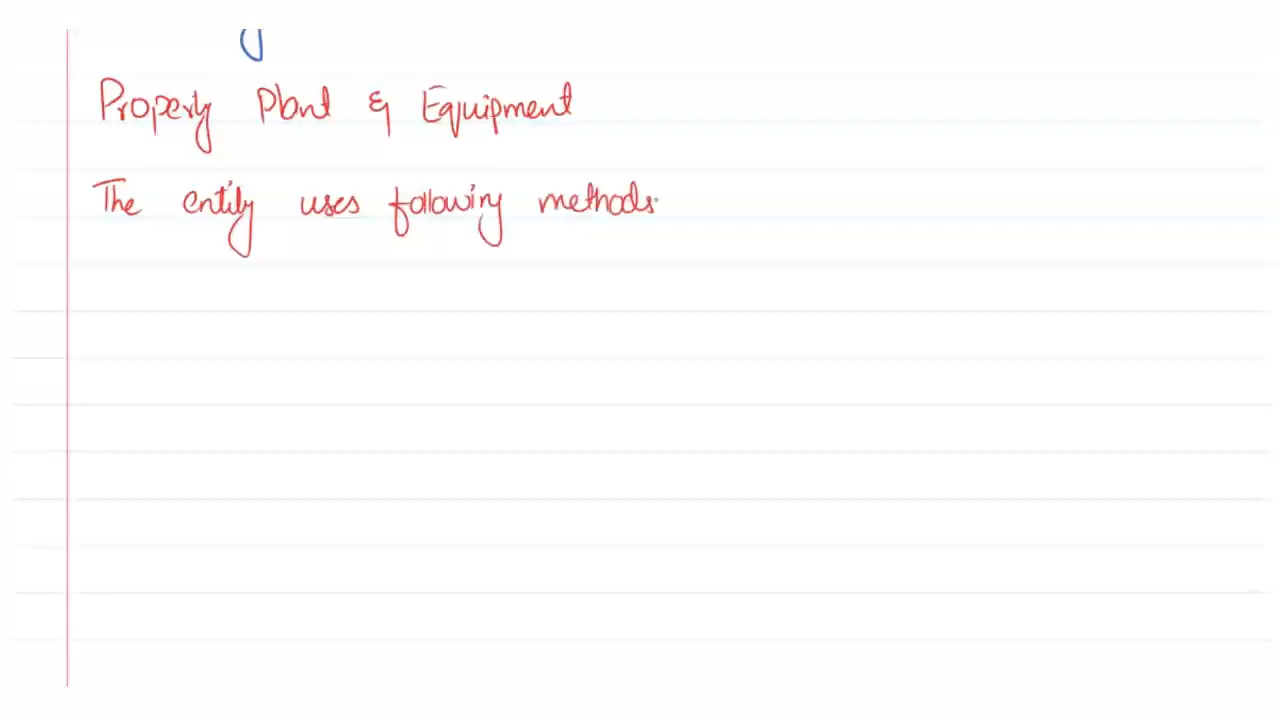 Property Plant & Equipment
The entity uses following methods